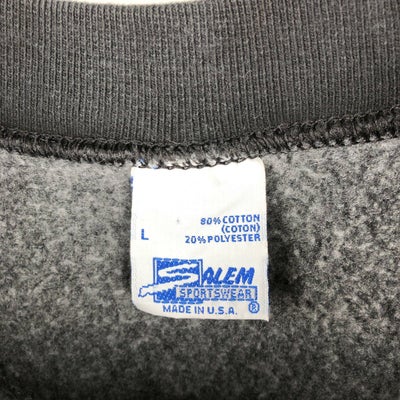 80% COTTON
(COTON)
L 20% POLYESTER
SALEM
SPORTSWEAR
MADE IN U.S.A. ®